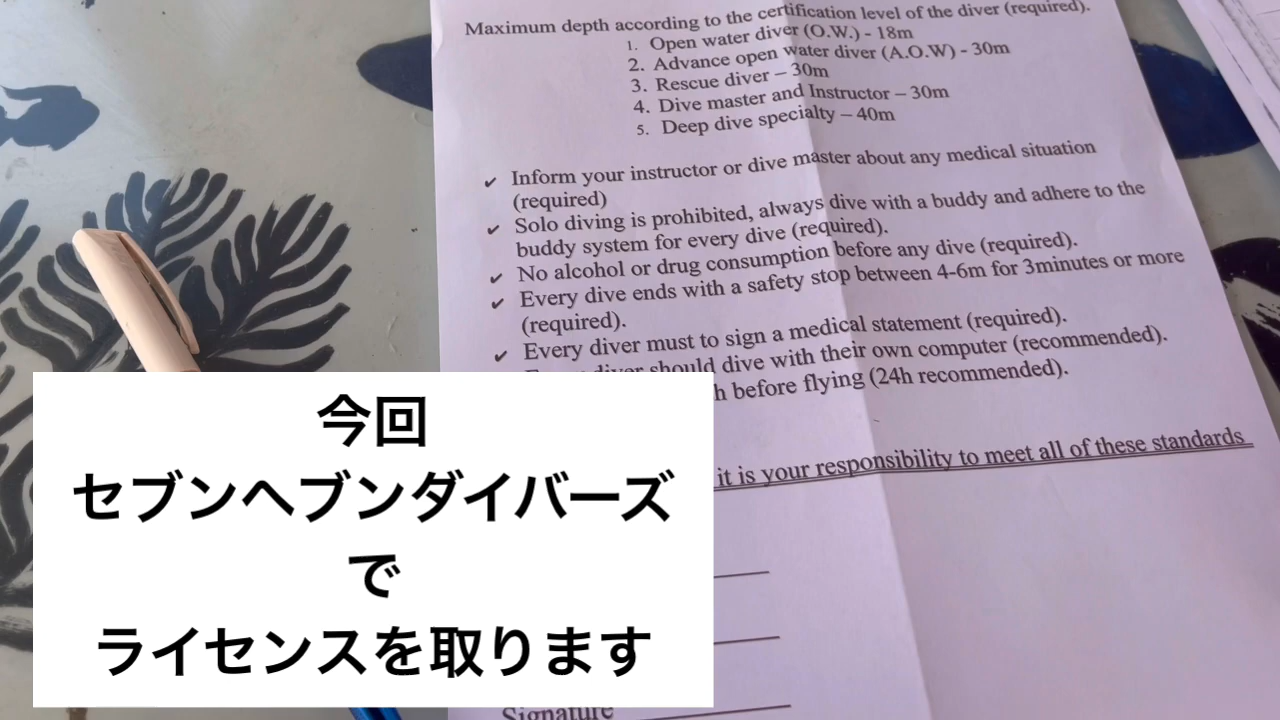 Maximum depth according to the certification level of the diver (required).
1. Open water diver (O.W.) - 18m
2. Advance open water diver (A.O.W) - 30m
3. Rescue diver – 30m
4. Dive master and Instructor – 30m
5. Deep dive specialty – 40m
✓ Inform your instructor or dive master about any medical situation
(required)
✓ Solo diving is prohibited, always dive with a buddy and adhere to the
buddy system for every dive (required).
✓ No alcohol or drug consumption before any dive (required).
✓ Every dive ends with a safety stop between 4-6m for 3minutes or more
(required).
✓ Every diver must to sign a medical statement (required).
diver should dive with their own computer (recommended).
before flying (24h recommended).
it is your responsibility to meet all of these standards
Signature
今回
セブンヘブンダイバーズ
で
ライセンスを取ります